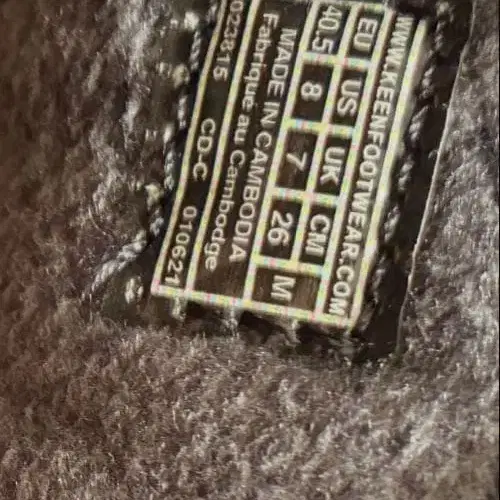 WWW.KEENFOOTWEAR.COM
EU US UK CM
40.5 8 7 26 M
MADE IN CAMBODIA
Fabriqué au Cambodge
023815 CD-C 010621